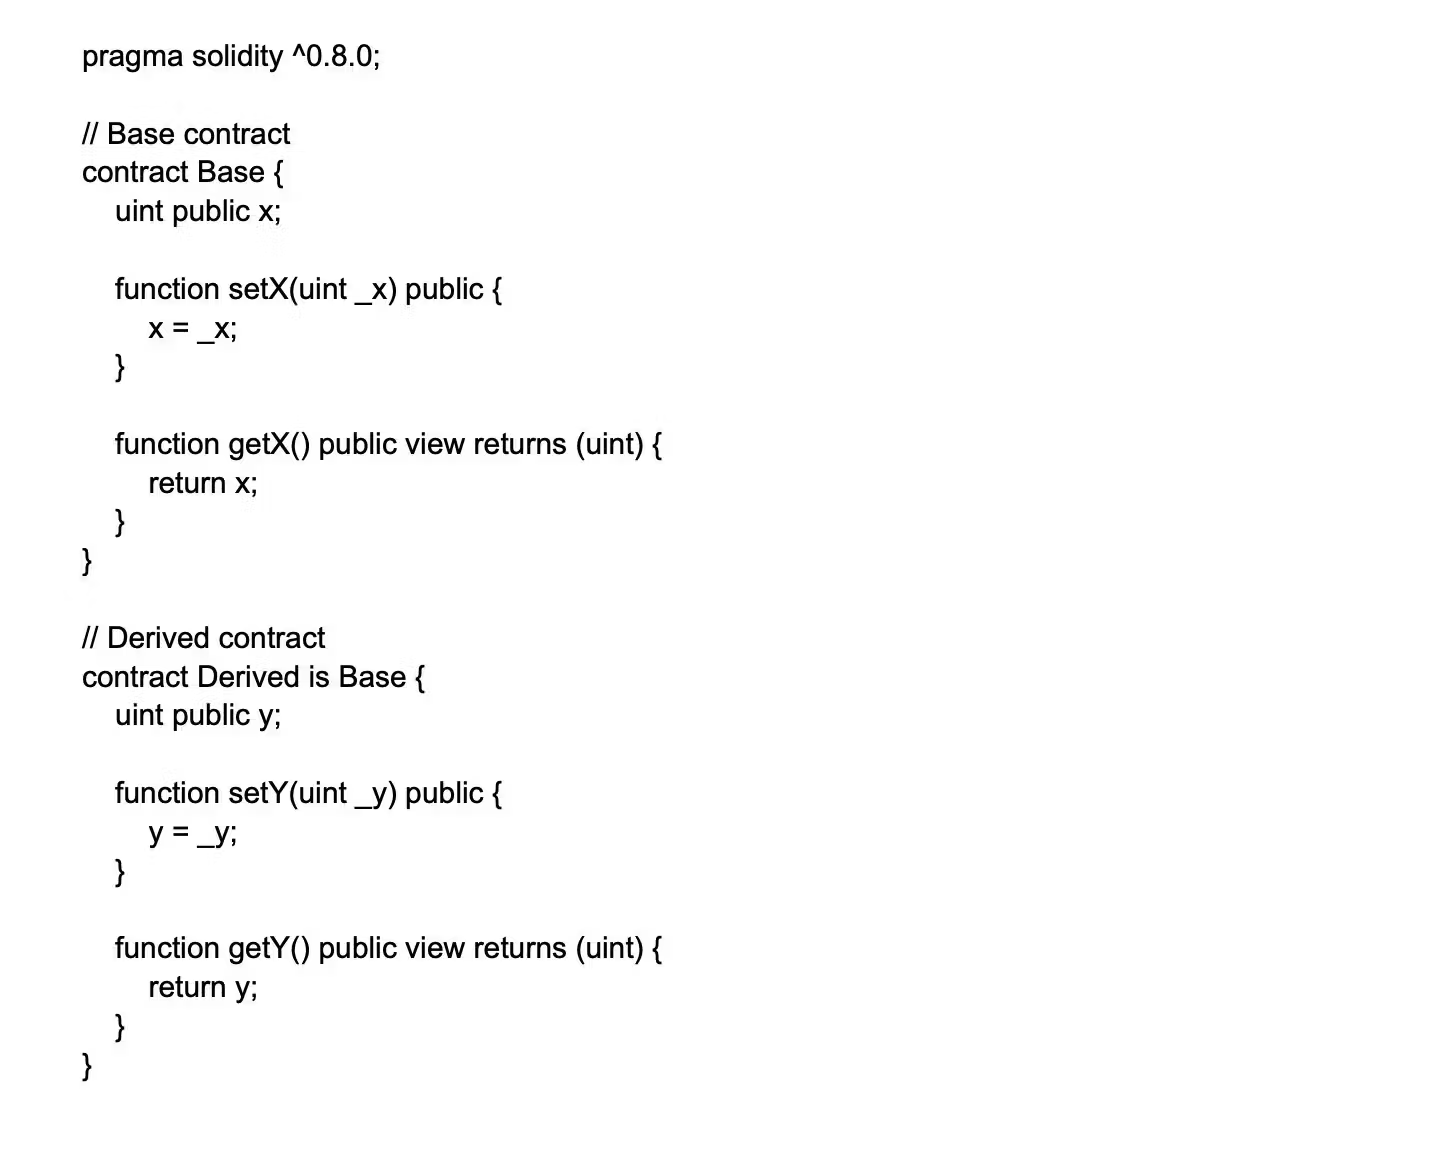 pragma solidity ^0.8.0;

// Base contract
contract Base {
    uint public x;

    function setX(uint _x) public {
        x = _x;
    }

    function getX() public view returns (uint) {
        return x;
    }
}

// Derived contract
contract Derived is Base {
    uint public y;

    function setY(uint _y) public {
        y = _y;
    }

    function getY() public view returns (uint) {
        return y;
    }
}